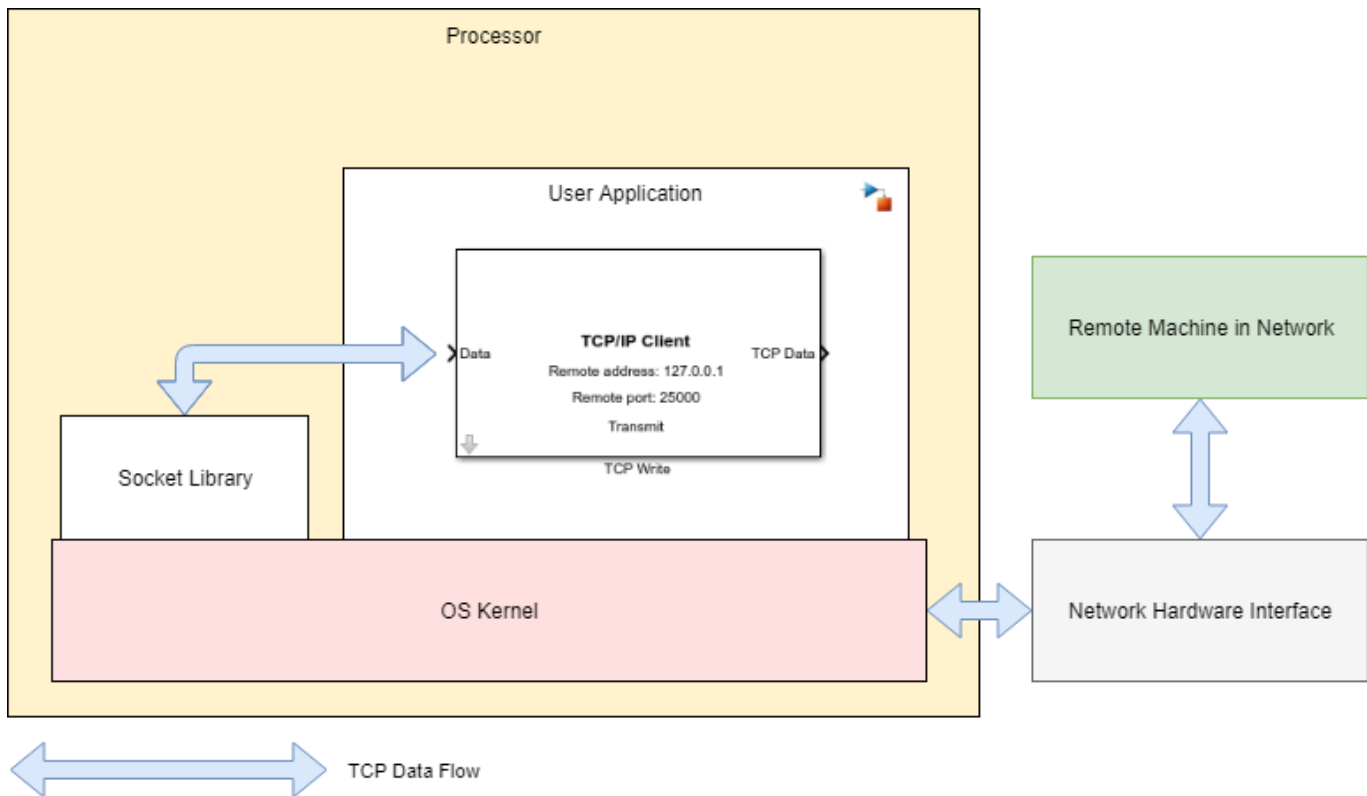 Processor
User Application
TCP/IP Client
Data
TCP Data
Remote address: 127.0.0.1
Remote port: 25000
Transmit
TCP Write
Socket Library
Remote Machine in Network
OS Kernel
Network Hardware Interface
TCP Data Flow